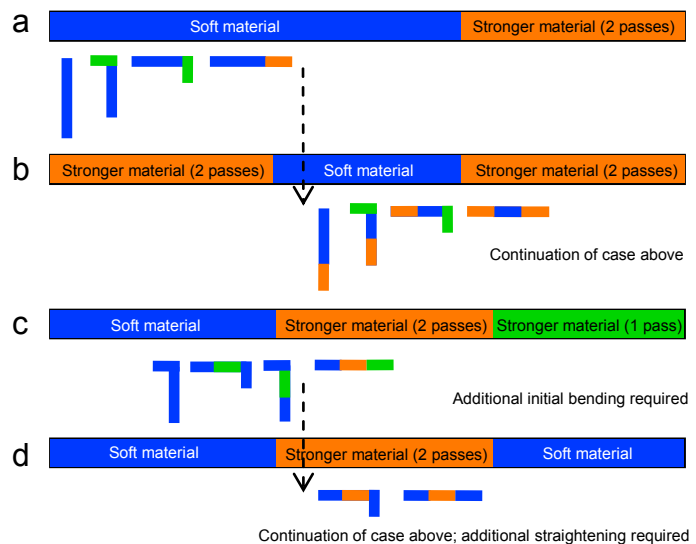 a
Soft material Stronger material (2 passes)
b
Stronger material (2 passes) Soft material Stronger material (2 passes)
Continuation of case above
c
Soft material Stronger material (2 passes) Stronger material (1 pass)
Additional initial bending required
d
Soft material Stronger material (2 passes) Soft material
Continuation of case above; additional straightening required